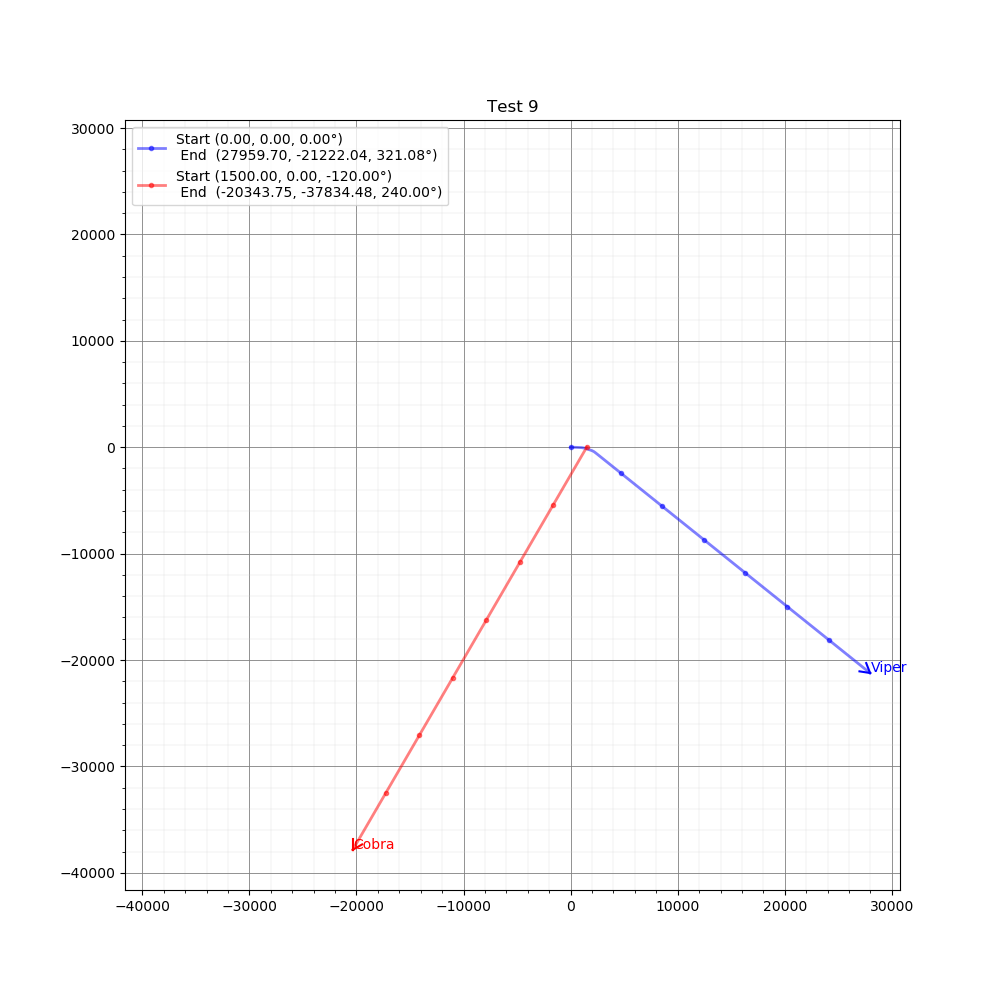 Test 9
Start (0.00, 0.00, 0.00°)
End  (27959.70, -21222.04, 321.08°)
Start (1500.00, 0.00, -120.00°)
End  (-20343.75, -37834.48, 240.00°)
30000
20000
10000
0
−10000
−20000
−30000
−40000
Viper
Cobra
−40000 −30000 −20000 −10000 0 10000 20000 30000